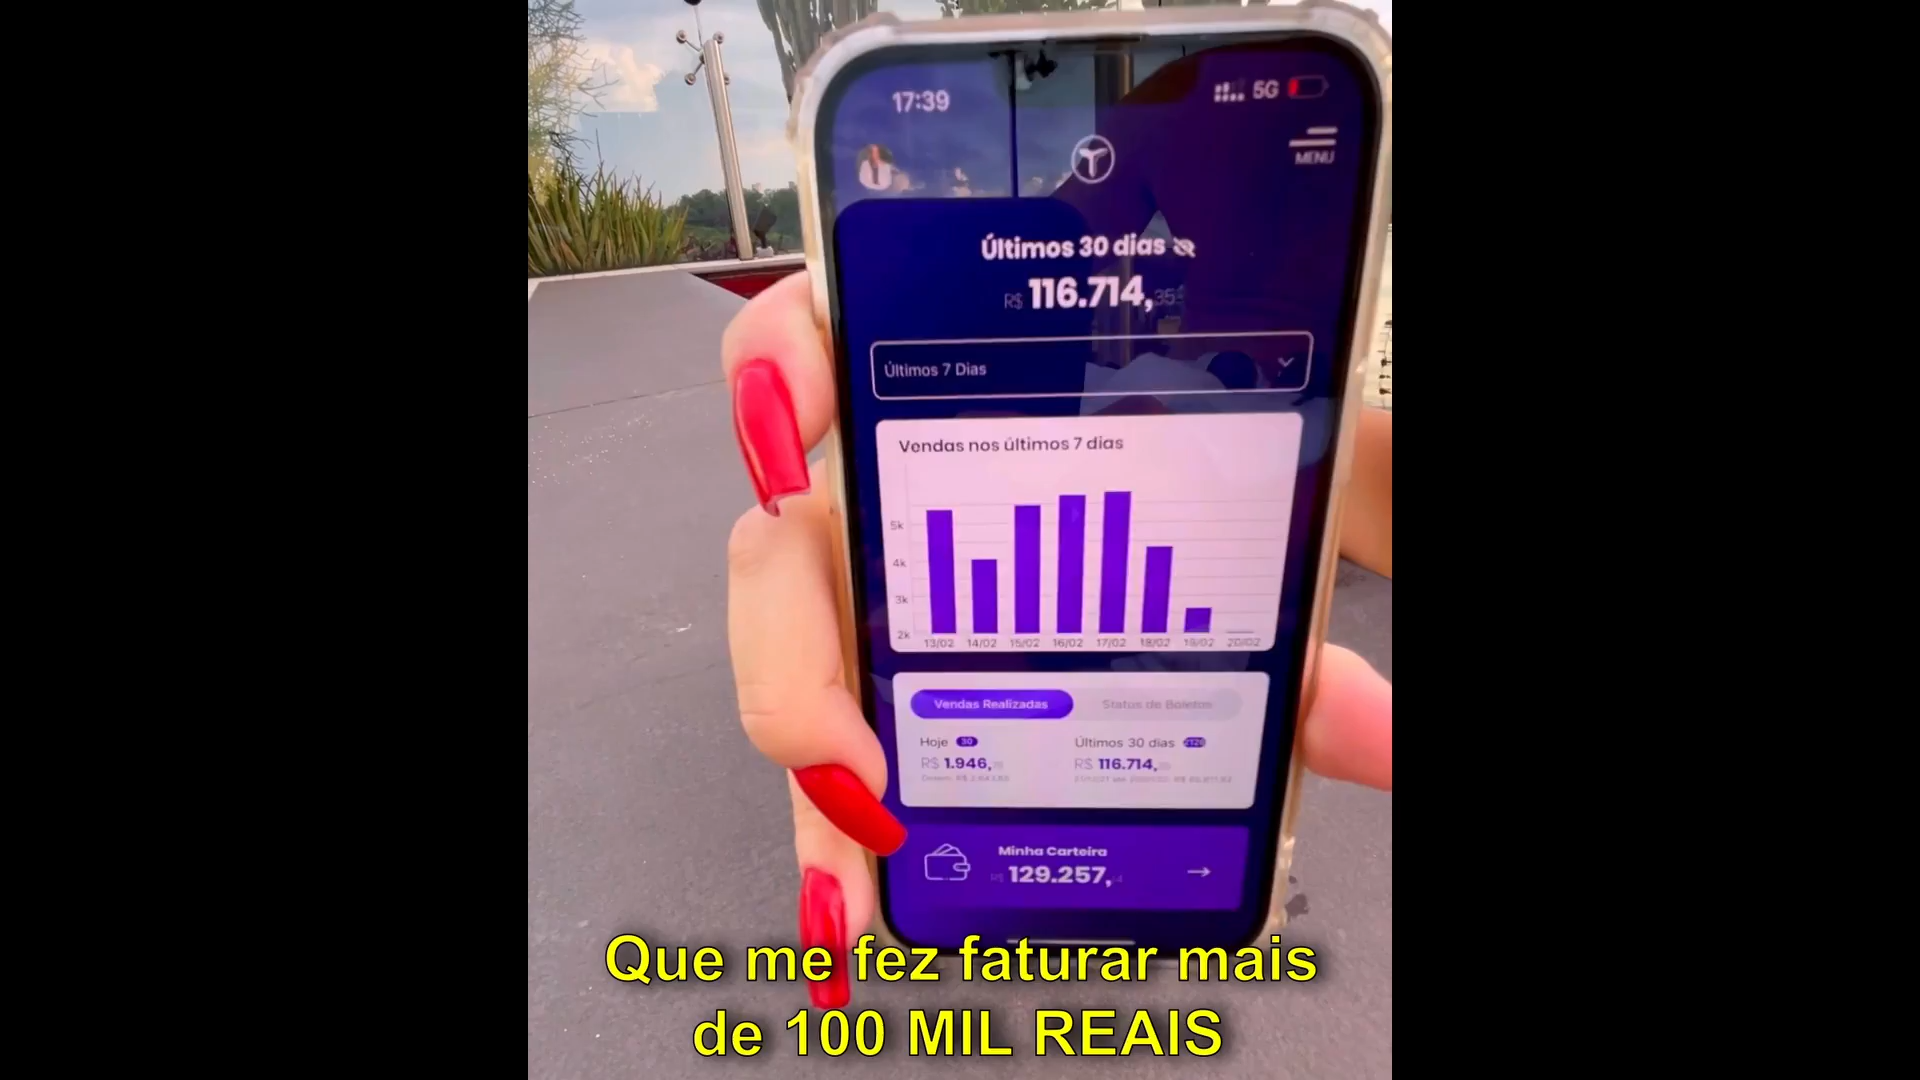 17:39
5G
MENU
Últimos 30 dias
R$ 116.714,35
Últimos 7 Dias
Vendas nos últimos 7 dias
5k
4k
3k
2k
13/02 14/02 15/02 16/02 17/02 18/02 19/02 20/02
Vendas Realizadas
Status de Boletos
Hoje 30
Últimos 30 dias
R$ 1.946,
R$ 116.714,
Minha Carteira
R$ 129.257,
Que me fez faturar mais
de 100 MIL REAIS